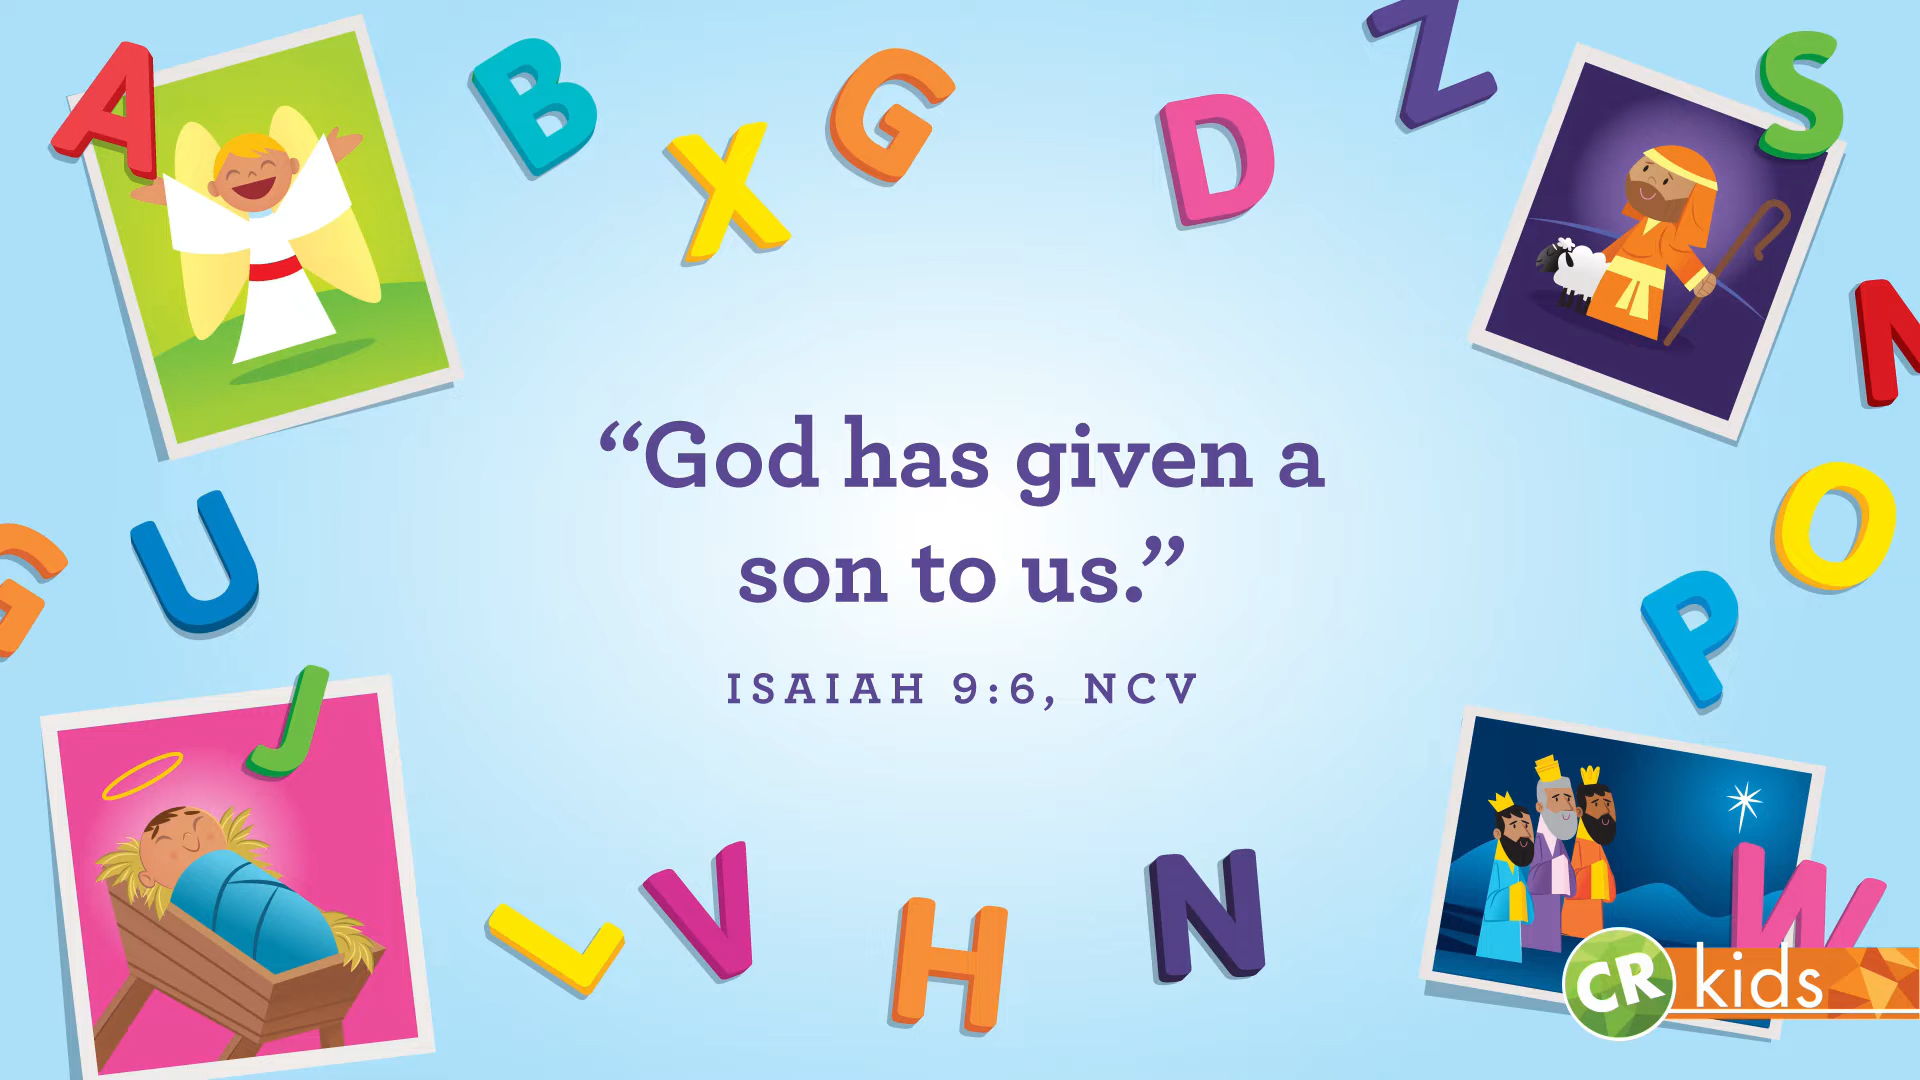 A
B
X
G
D
Z
S
“God has given a
son to us.”
ISAIAH 9:6, NCV
G
U
O
P
J
L
V
H
N
W
CR kids